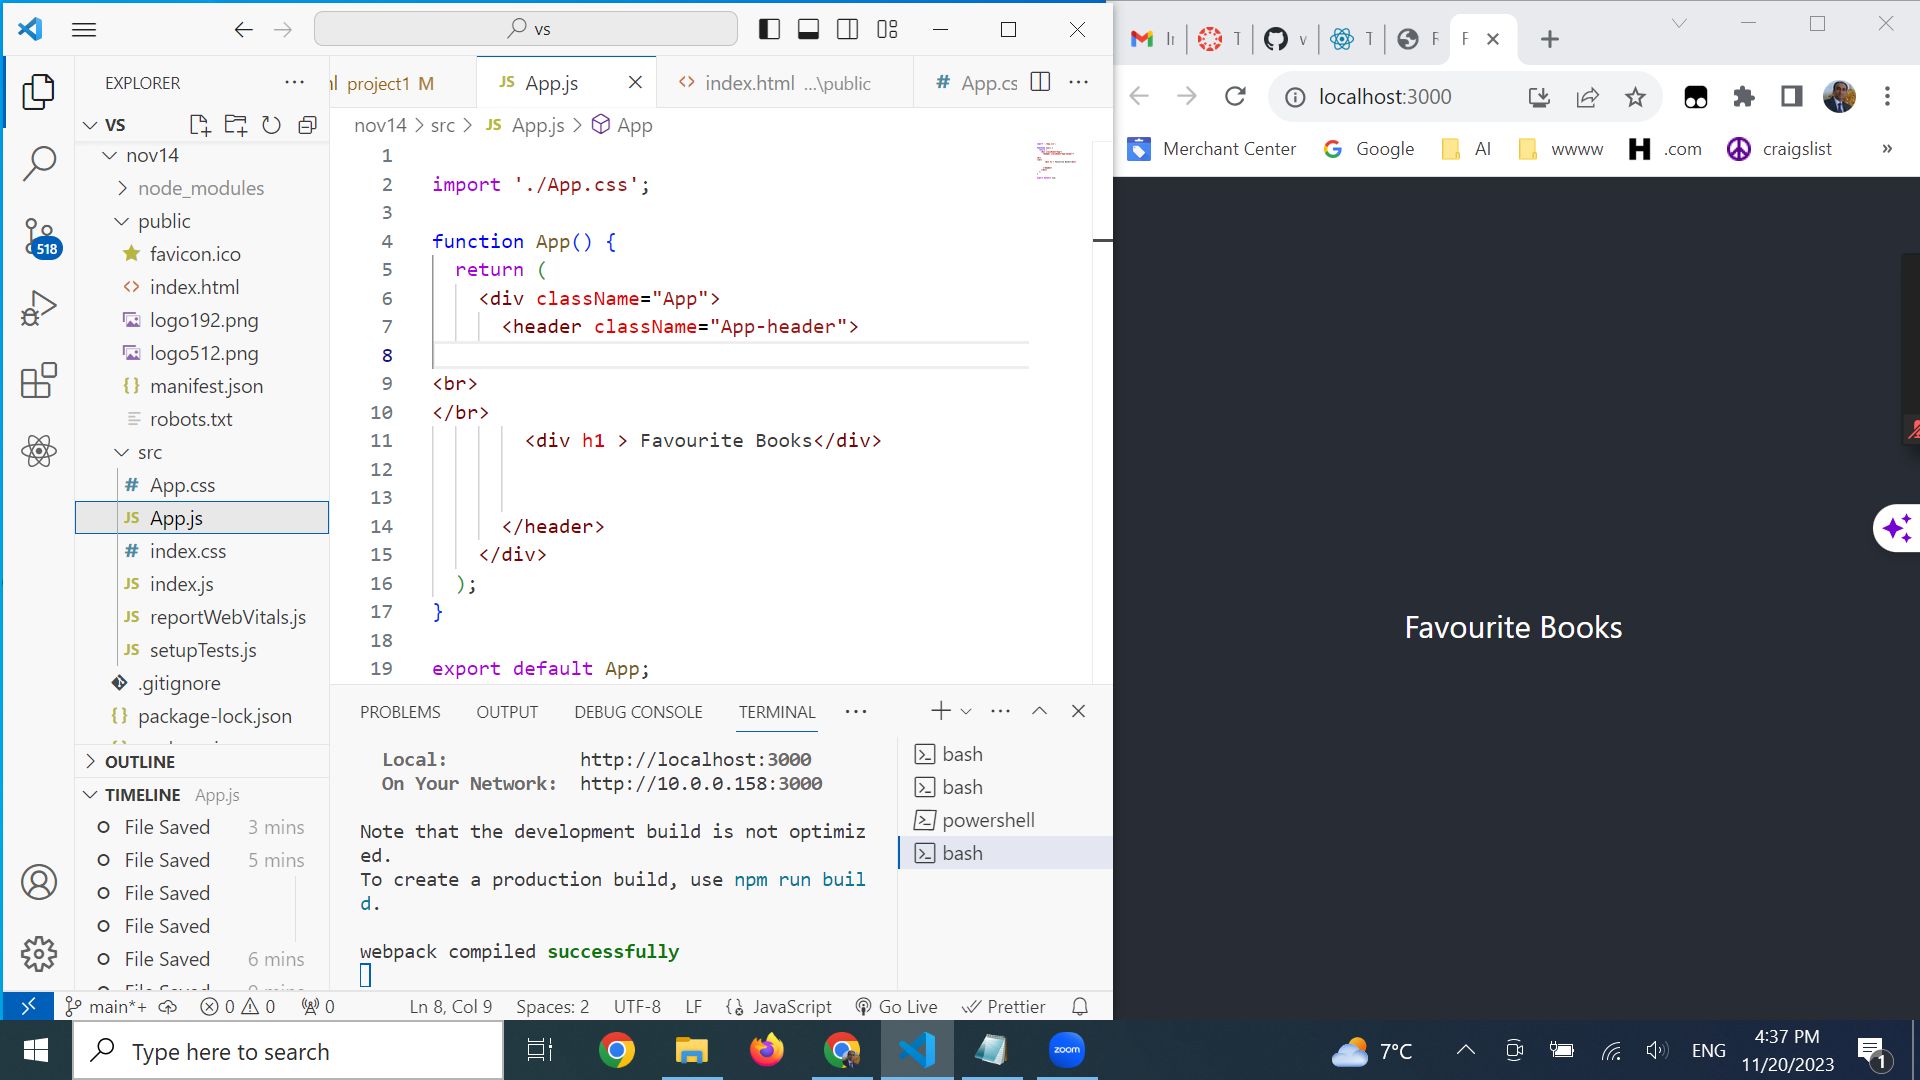 vs
EXPLORER
project1 M
App.js
index.html ...\public
App.cs
VS
nov14 > src > JS App.js > App
nov14
node_modules
public
favicon.ico
index.html
logo192.png
logo512.png
manifest.json
robots.txt
src
App.css
App.js
index.css
index.js
reportWebVitals.js
setupTests.js
.gitignore
package-lock.json
518
OUTLINE
TIMELINE App.js
File Saved 3 mins
File Saved 5 mins
File Saved
File Saved
File Saved 6 mins
1
2 import './App.css';
3
4 function App() {
5 return (
6 <div className="App">
7 <header className="App-header">
8
9 <br>
10 </br>
11 <div h1 > Favourite Books</div>
12
13
14 </header>
15 </div>
16 );
17 }
18
19 export default App;
PROBLEMS OUTPUT DEBUG CONSOLE TERMINAL
Local: http://localhost:3000
On Your Network: http://10.0.0.158:3000
Note that the development build is not optimiz
ed.
To create a production build, use npm run buil
d.
webpack compiled successfully
bash
bash
powershell
bash
main*+ 0 0 0 Ln 8, Col 9 Spaces: 2 UTF-8 LF JavaScript Go Live Prettier
localhost:3000
Merchant Center Google AI wwww .com craigslist »
Favourite Books
Type here to search
zoom
7°C ENG
4:37 PM
11/20/2023
1